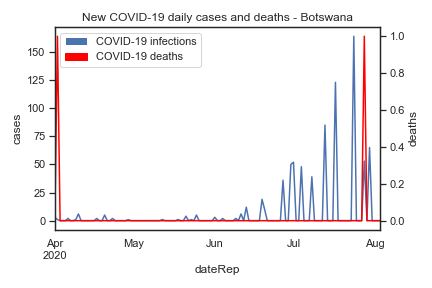 New COVID-19 daily cases and deaths - Botswana
COVID-19 infections
COVID-19 deaths
150
125
100
75
50
25
0
cases
1.0
0.8
0.6
0.4
0.2
0.0
deaths
Apr
2020
May
Jun
Jul
Aug
dateRep